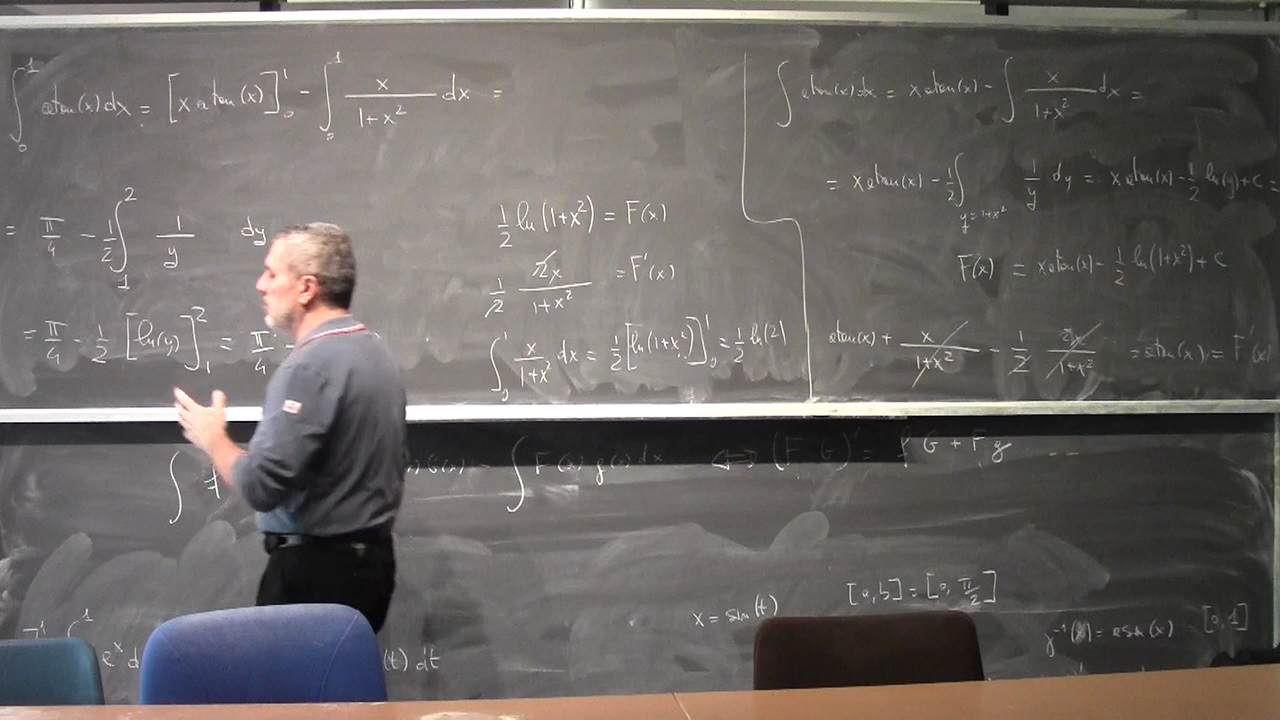 ∫₀¹ atan(x) dx = [x atan(x)]₀¹ - ∫₀¹ x/(1+x²) dx =
= π/4 - 1/2 ∫₁² 1/y dy
= π/4 - 1/2 [ln(y)]₁² = π/4 -
1/2 ln(1+x²) = F(x)
1/2 2x/(1+x²) = F'(x)
∫₀¹ x/(1+x²) dx = 1/2 [ln(1+x²)]₀¹ = 1/2 ln(2)
∫ atan(x) dx = x atan(x) - ∫ x/(1+x²) dx =
= x atan(x) - 1/2 ∫_{y=1+x²} 1/y dy = x atan(x) - 1/2 ln(y) + c =
F(x) = x atan(x) - 1/2 ln(1+x²) + c
atan(x) + x/(1+x²) - 1/2 2x/(1+x²) = atan(x) = F'(x)
∫ G(x) - ∫ F(x) g(x) dx ⟺ (F G)' = f G + F g
x = sin(t) [a,b] = [0, π/2]
g⁻¹(x) = asin(x) [0,1]
eˣ d (t) dt